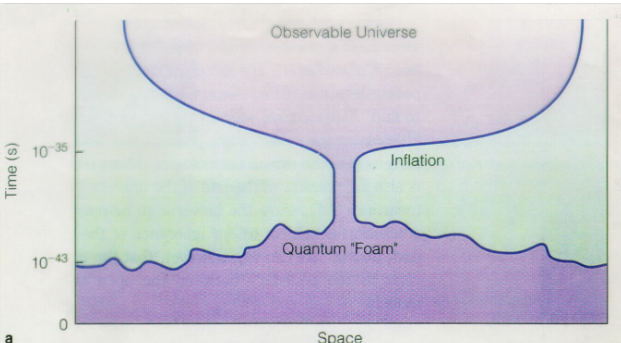 Observable Universe
Time (s)
10⁻³⁵
Inflation
Quantum "Foam"
10⁻⁴³
0
a
Space